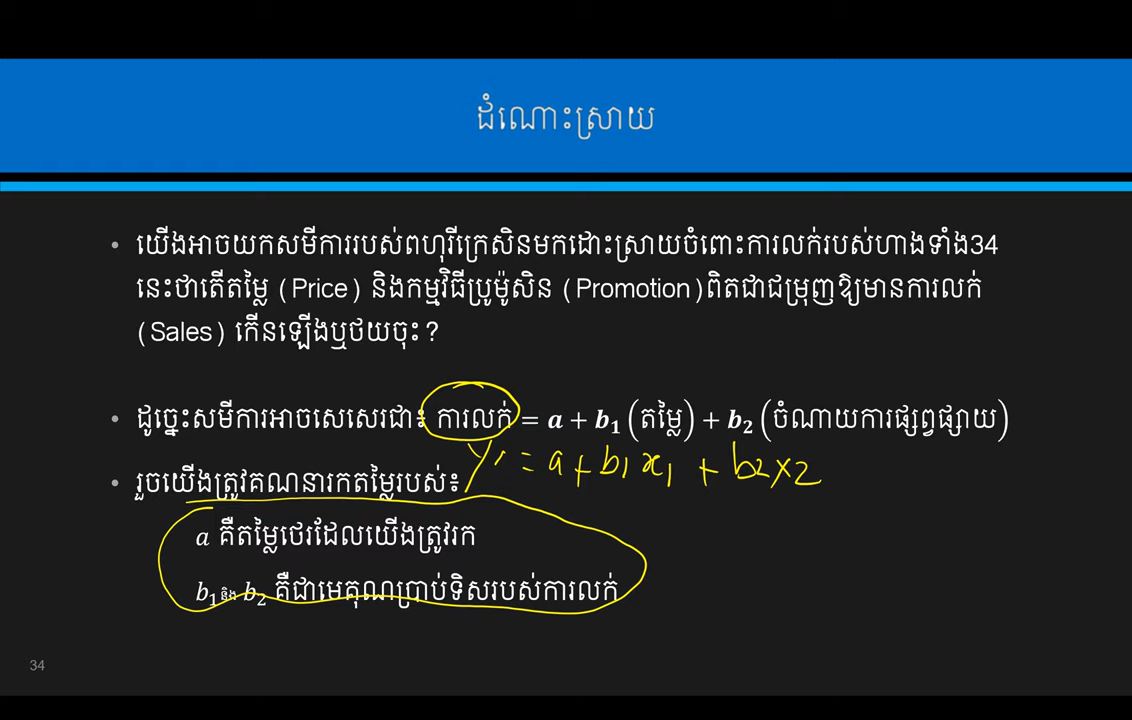 ដំណោះស្រាយ
• យើងអាចយកសមីការរបស់ពហុរីក្រេសិនមកដោះស្រាយចំពោះការលក់របស់ហាងទាំង34
នេះថាតើតម្លៃ (Price) និងកម្មវិធីប្រូម៉ូសិន (Promotion)ពិតជាជម្រុញឱ្យមានការលក់
(Sales) កើនឡើងឬថយចុះ?
• ដូច្នេះសមីការអាចសេសេរជា៖ ការលក់ = a + b₁ (តម្លៃ) + b₂ (ចំណាយការផ្សព្វផ្សាយ)
Y = a + b1 x1 + b2 x2
• រួចយើងត្រូវគណនារកតម្លៃរបស់៖
a គឺតម្លៃថេរដែលយើងត្រូវរក
b₁និង b₂ គឺជាមេគុណប្រាប់ទិសរបស់ការលក់
34